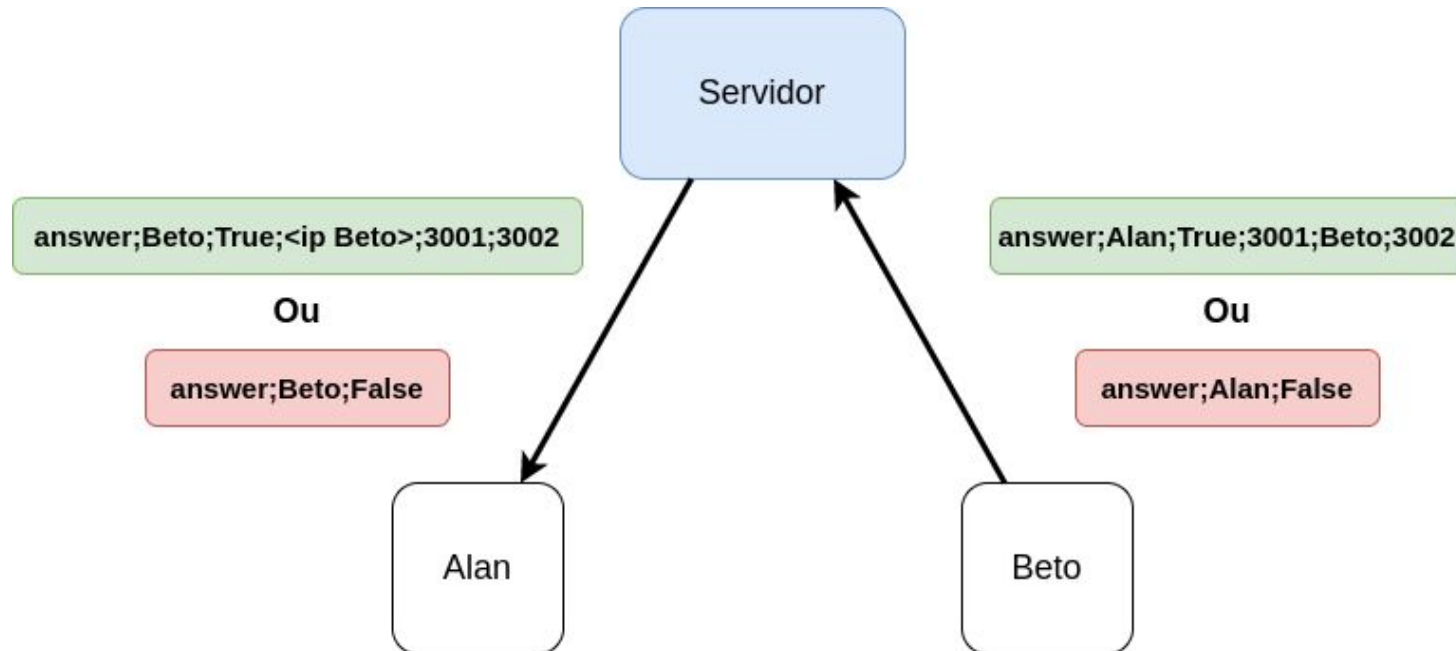 Servidor
answer;Beto;True;<ip Beto>;3001;3002
answer;Alan;True;3001;Beto;3002
Ou
Ou
answer;Beto;False
answer;Alan;False
Alan
Beto